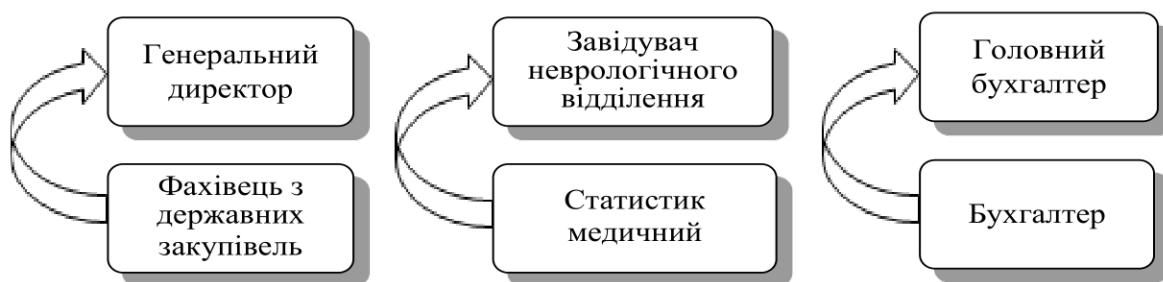 Генеральний
директор
Фахівець з
державних
закупівель
Завідувач
неврологічного
відділення
Статистик
медичний
Головний
бухгалтер
Бухгалтер